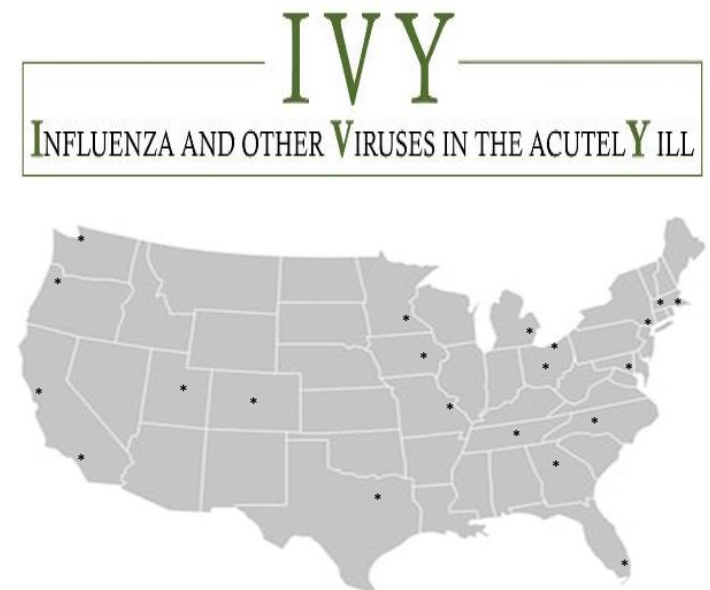 IVY
INFLUENZA AND OTHER VIRUSES IN THE ACUTELY ILL